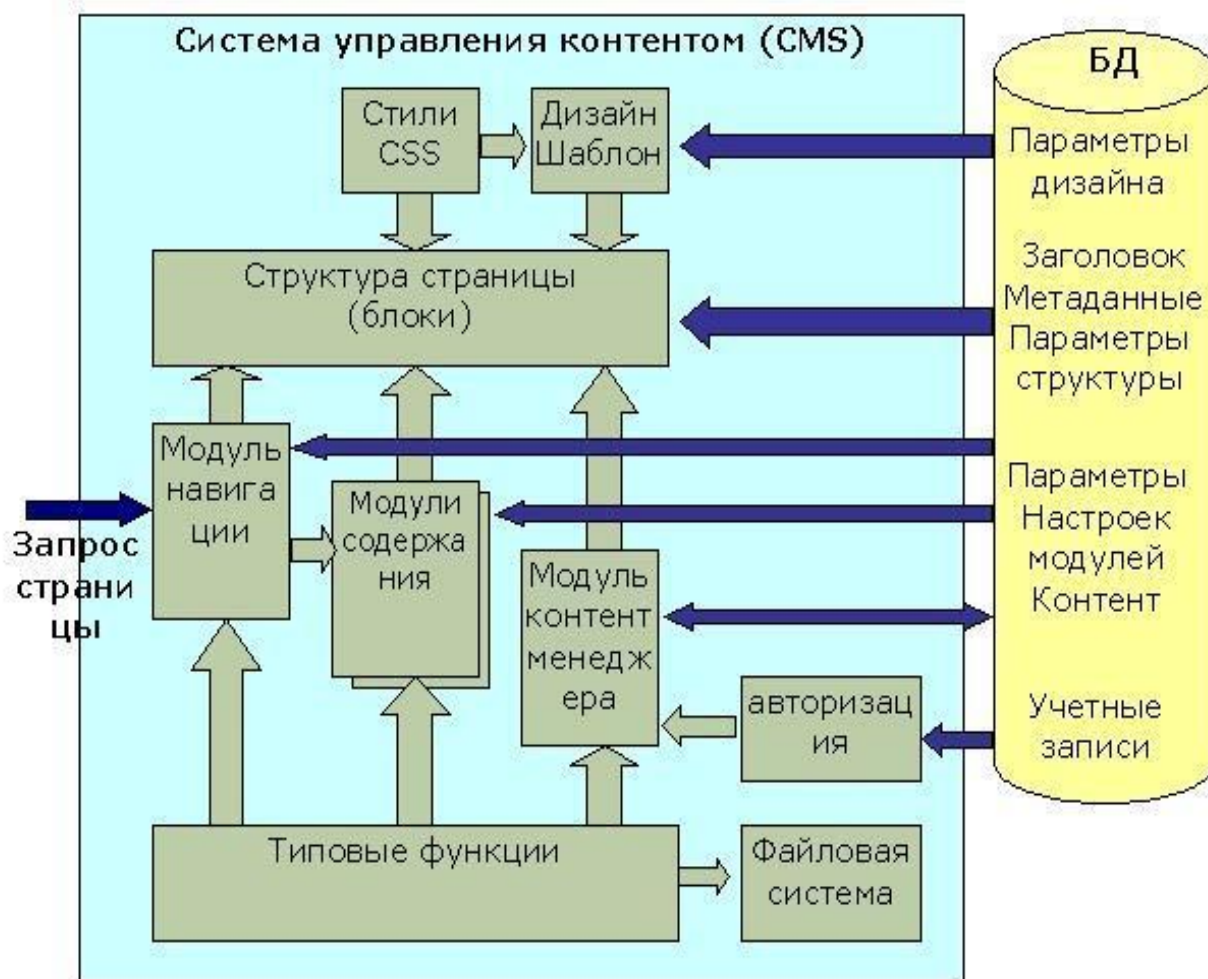 Система управления контентом (CMS)
БД
Стили
CSS
Дизайн
Шаблон
Параметры
дизайна
Структура страницы
(блоки)
Заголовок
Метаданные
Параметры
структуры
Модуль
навига
ции
Модули
содержа
ния
Запрос
страни
цы
Модуль
контент
менедж
ера
Параметры
Настроек
модулей
Контент
авторизац
ия
Учетные
записи
Типовые функции
Файловая
система